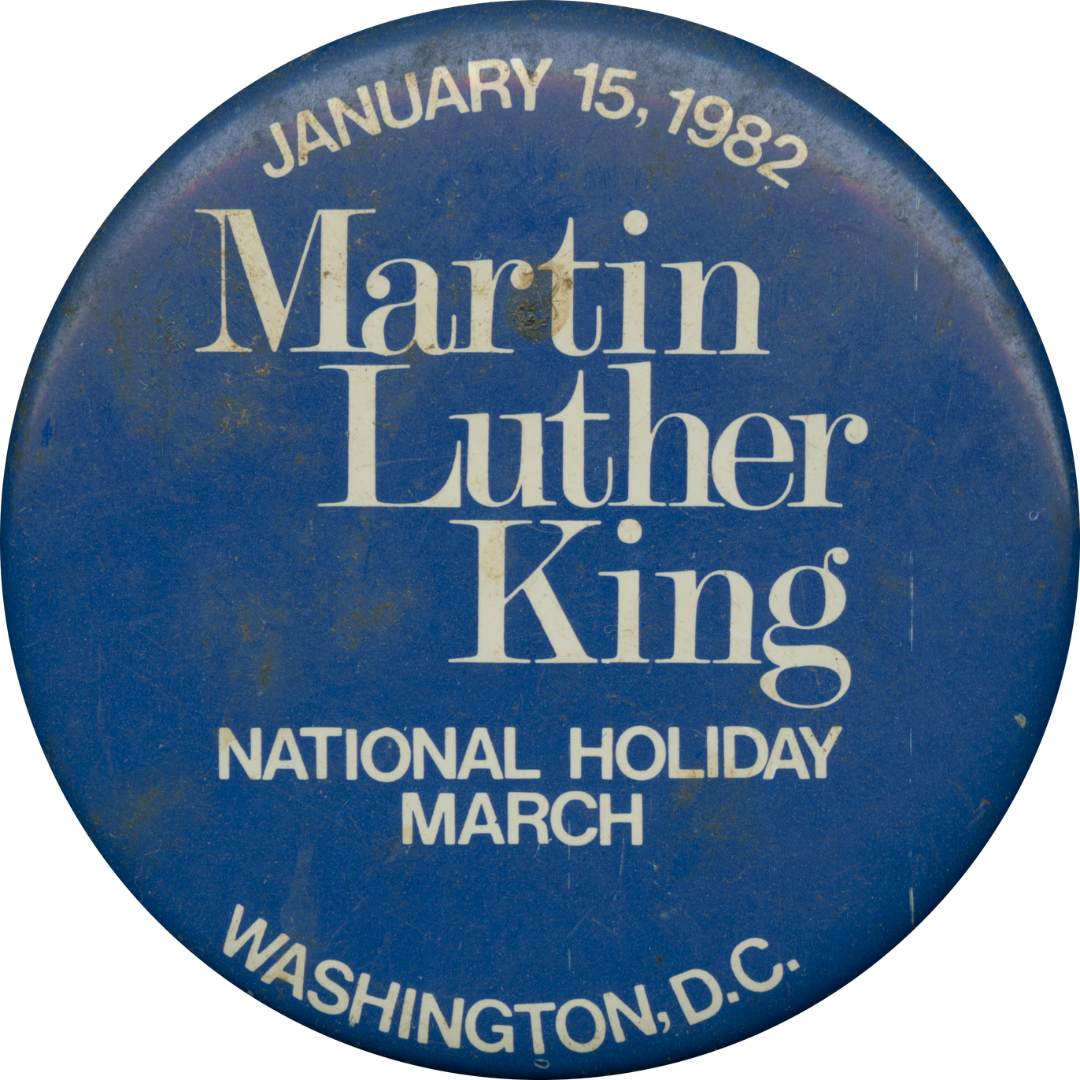 JANUARY 15, 1982
Martin
Luther
King
NATIONAL HOLIDAY
MARCH
WASHINGTON, D.C.